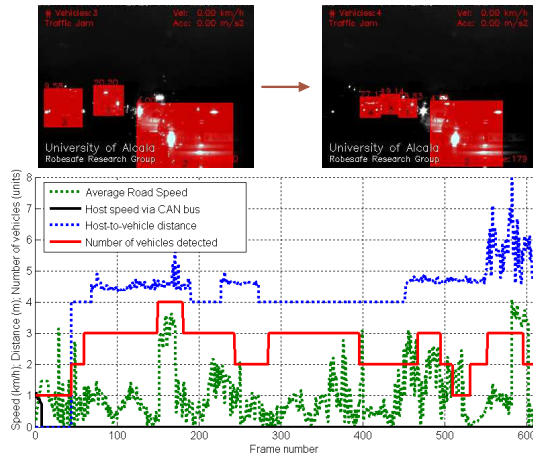 # Vehicles: 3
Traffic Jam
Vel: 0.00 km/h
Acc: 0.00 m/s2
University of Alcala
Robesafe Research Group
# Vehicles: 4
Traffic Jam
Vel: 0.00 km/h
Acc: 0.00 m/s2
University of Alcala
Robesafe Research Group
179
Speed (km/h); Distance (m); Number of vehicles (units)
8
7
6
5
4
3
2
1
0
Average Road Speed
Host speed via CAN bus
Host-to-vehicle distance
Number of vehicles detected
0
100
200
300
400
500
600
Frame number